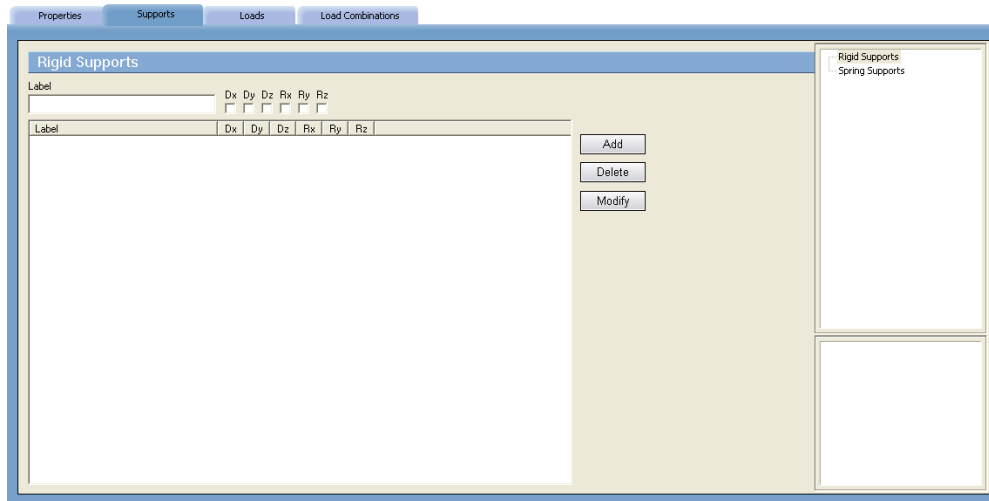 Properties Supports Loads Load Combinations
Rigid Supports
Label
Dx Dy Dz Rx Ry Rz
Label Dx Dy Dz Rx Ry Rz
Add
Delete
Modify
Rigid Supports
Spring Supports